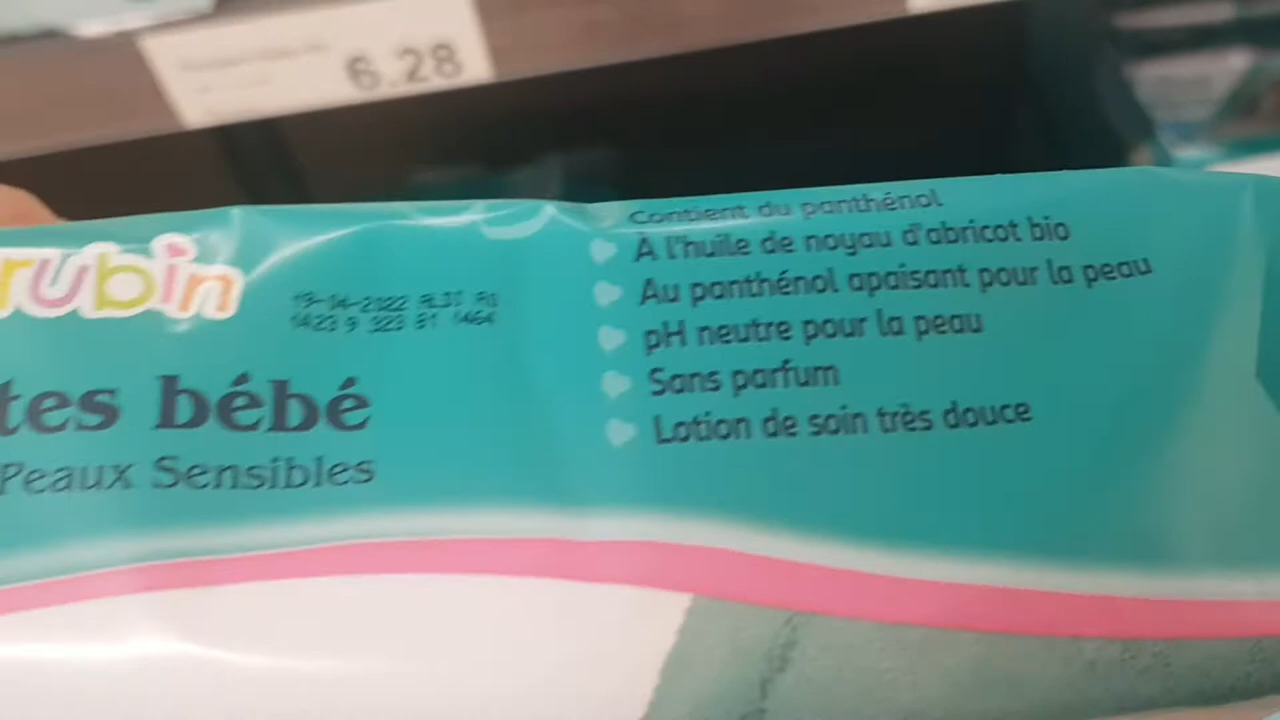 6.28
rubin
tes bébé
Peaux Sensibles
Contient du panthénol
A l'huile de noyau d'abricot bio
Au panthénol apaisant pour la peau
pH neutre pour la peau
Sans parfum
Lotion de soin très douce